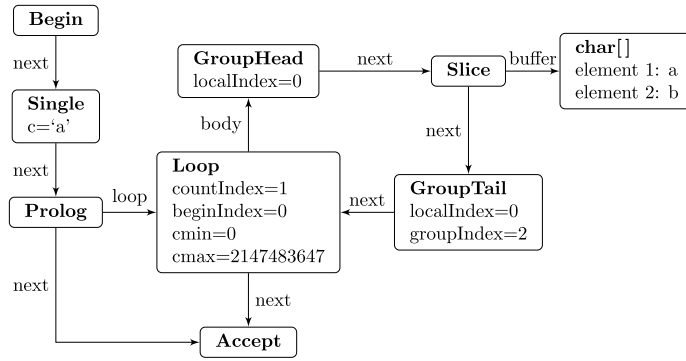 Begin
next
Single
c=‘a’
next
Prolog
loop
next
GroupHead
localIndex=0
next
Slice
buffer
char[]
element 1: a
element 2: b
body
next
Loop
countIndex=1
beginIndex=0
cmin=0
cmax=2147483647
next
GroupTail
localIndex=0
groupIndex=2
next
Accept